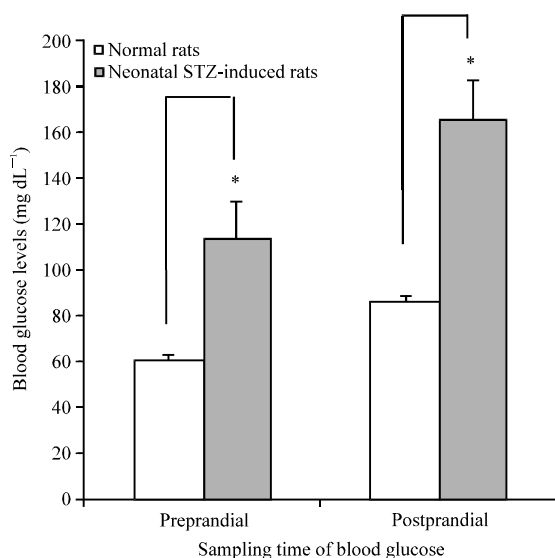 Normal rats
Neonatal STZ-induced rats
200
180
160
140
120
100
80
60
40
20
0
Blood glucose levels (mg dL⁻¹)
*
*
Preprandial
Postprandial
Sampling time of blood glucose